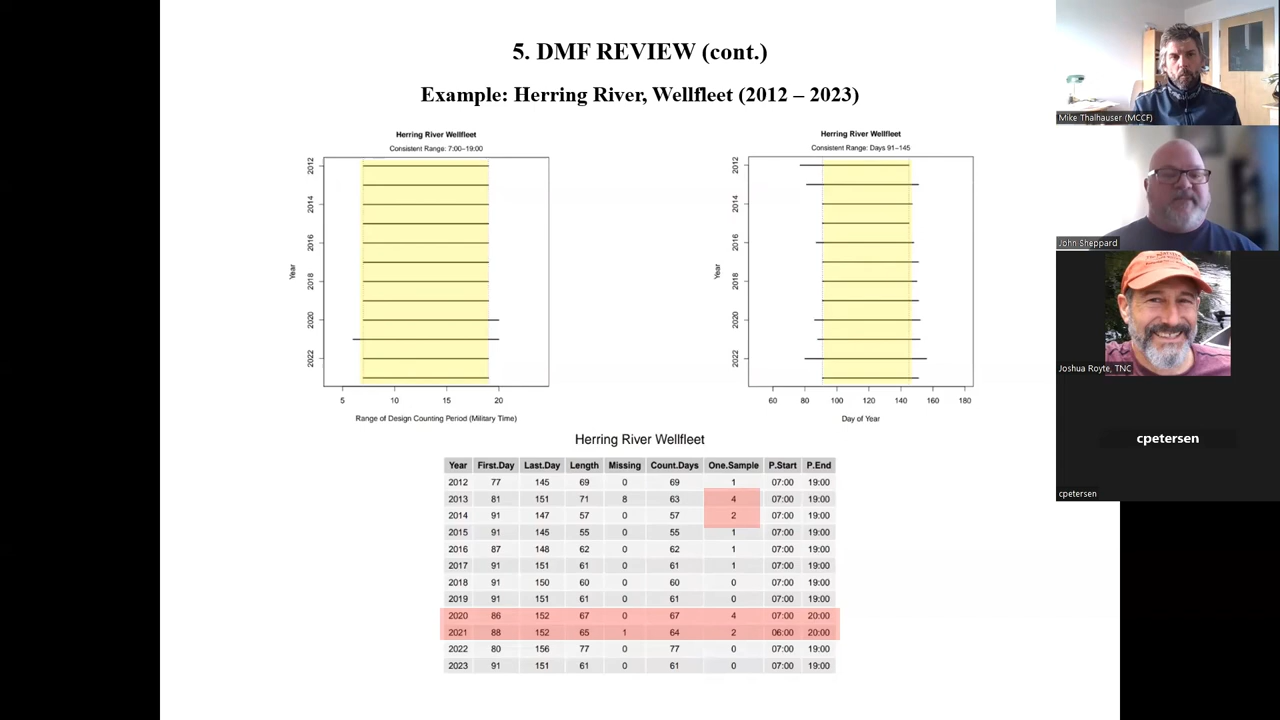 5. DMF REVIEW (cont.)
Example: Herring River, Wellfleet (2012 – 2023)
Herring River Wellfleet
Consistent Range: 7:00–19:00
Year
2012
2014
2016
2018
2020
2022
5 10 15 20
Range of Design Counting Period (Military Time)
Herring River Wellfleet
Consistent Range: Days 91–145
Year
2012
2014
2016
2018
2020
2022
60 80 100 120 140 160 180
Day of Year
Herring River Wellfleet
Year First.Day Last.Day Length Missing Count.Days One.Sample P.Start P.End
2012 77 145 69 0 69 1 07:00 19:00
2013 81 151 71 8 63 4 07:00 19:00
2014 91 147 57 0 57 2 07:00 19:00
2015 91 145 55 0 55 1 07:00 19:00
2016 87 148 62 0 62 1 07:00 19:00
2017 91 151 61 0 61 1 07:00 19:00
2018 91 150 60 0 60 0 07:00 19:00
2019 91 151 61 0 61 0 07:00 19:00
2020 86 152 67 0 67 4 07:00 20:00
2021 88 152 65 1 64 2 06:00 20:00
2022 80 156 77 0 77 0 07:00 19:00
2023 91 151 61 0 61 0 07:00 19:00
Mike Thalhauser (MCCF)
John Sheppard
Joshua Royte, TNC
cpetersen
cpetersen